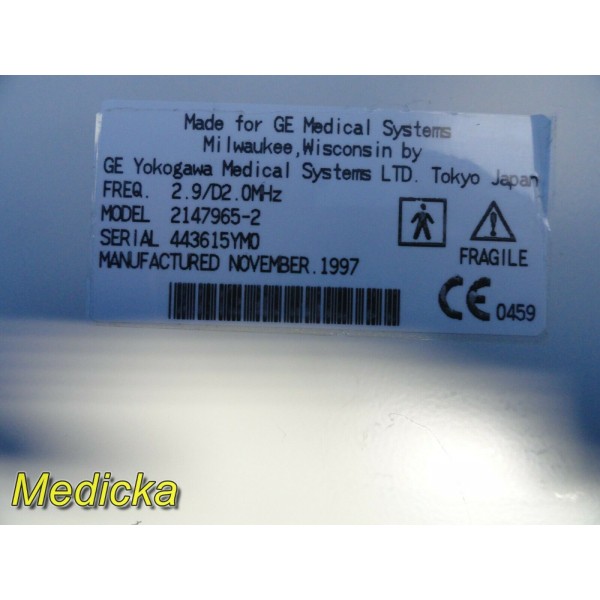 Made for GE Medical Systems
Milwaukee,Wisconsin by
GE Yokogawa Medical Systems LTD. Tokyo Japan
FREQ. 2.9/D2.0MHz
MODEL 2147965-2
SERIAL 443615YM0
MANUFACTURED NOVEMBER.1997
FRAGILE
CE 0459
Medicka